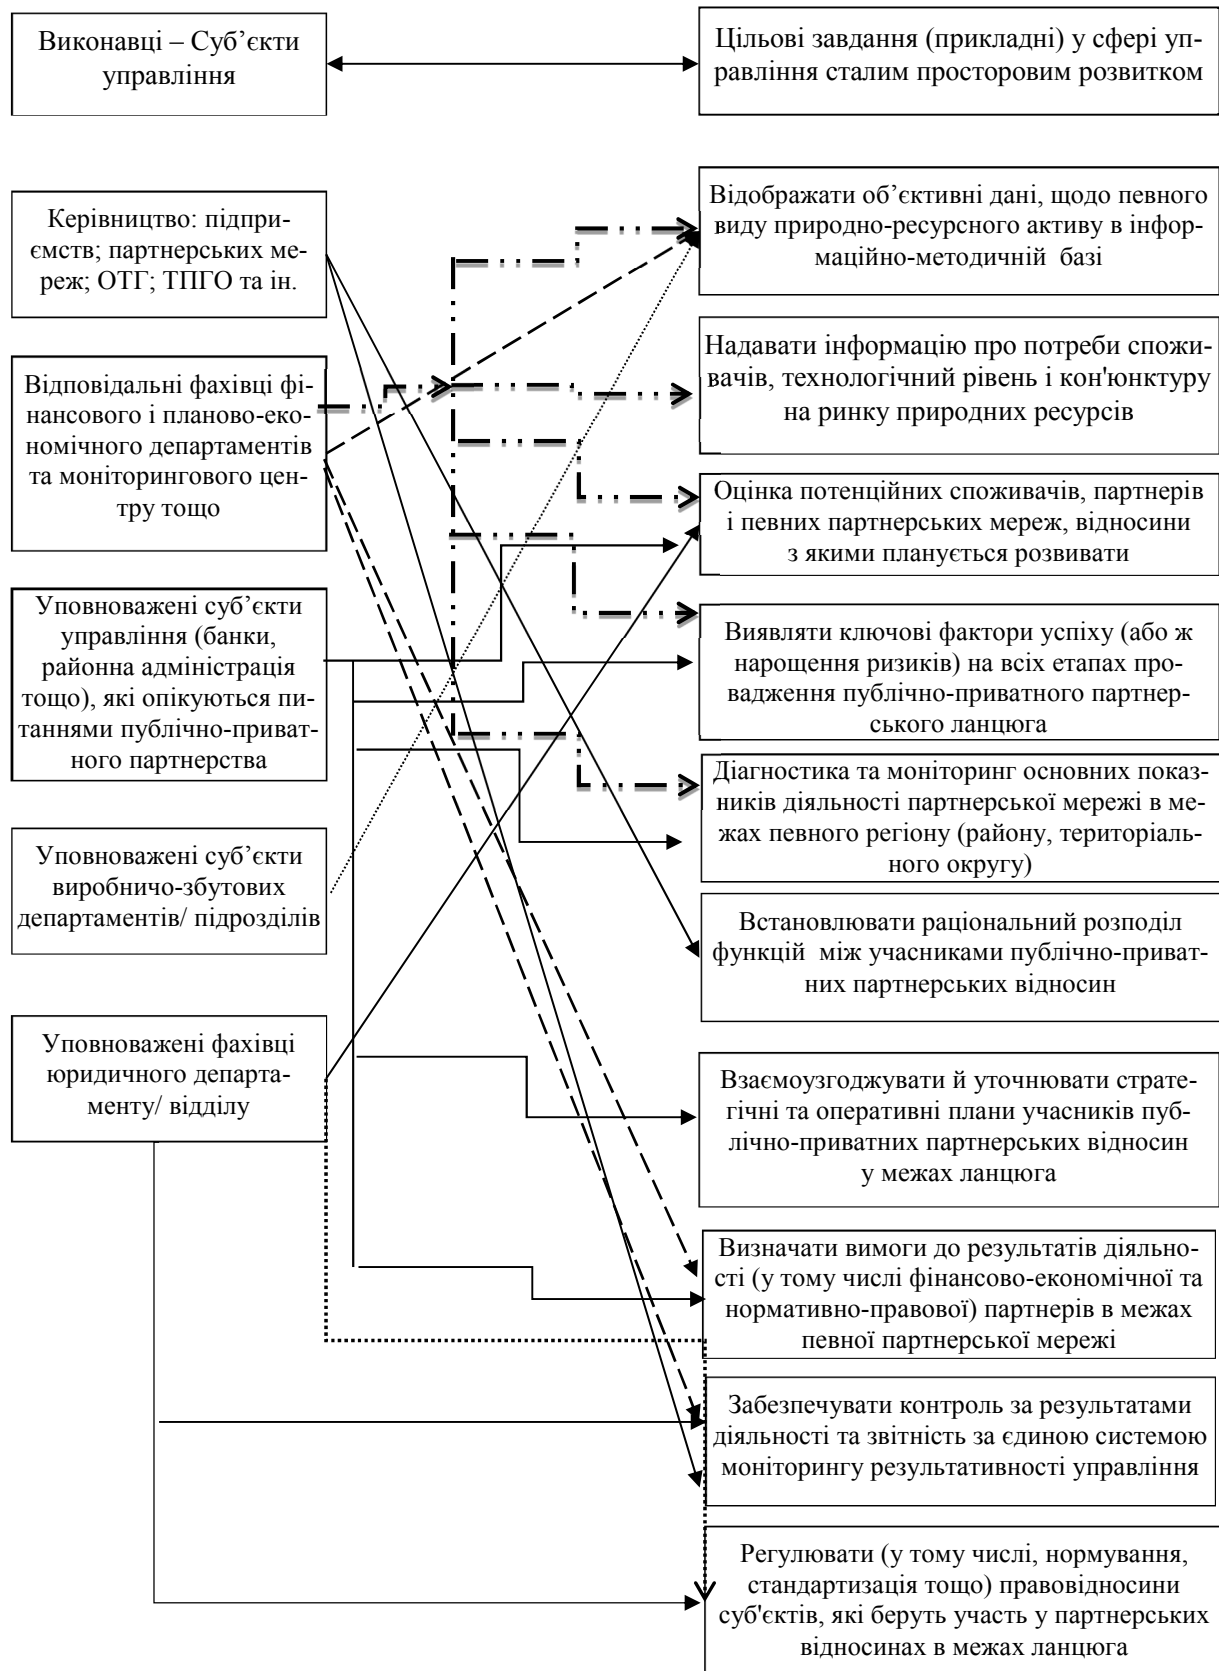 Виконавці – Суб’єкти
управління
Цільові завдання (прикладні) у сфері уп-
равління сталим просторовим розвитком
Керівництво: підпри-
ємств; партнерських ме-
реж; ОТГ; ТПГО та ін.
Відповідальні фахівці фі-
нансового і планово-еко-
номічного департаментів
та моніторингового цен-
тру тощо
Уповноважені суб’єкти
управління (банки,
районна адміністрація
тощо), які опікуються пи-
таннями публічно-приват-
ного партнерства
Уповноважені суб’єкти
виробничо-збутових
департаментів/ підрозділів
Уповноважені фахівці
юридичного департа-
менту/ відділу
Відображати об’єктивні дані, щодо певного
виду природно-ресурсного активу в інфор-
маційно-методичній базі
Надавати інформацію про потреби спожи-
вачів, технологічний рівень і кон'юнктуру
на ринку природних ресурсів
Оцінка потенційних споживачів, партнерів
і певних партнерських мереж, відносини
з якими планується розвивати
Виявляти ключові фактори успіху (або ж
нарощення ризиків) на всіх етапах про-
вадження публічно-приватного партнер-
ського ланцюга
Діагностика та моніторинг основних показ-
ників діяльності партнерської мережі в ме-
жах певного регіону (району, територіаль-
ного округу)
Встановлювати раціональний розподіл
функцій між учасниками публічно-приват-
них партнерських відносин
Взаємоузгоджувати й уточнювати страте-
гічні та оперативні плани учасників пуб-
лічно-приватних партнерських відносин
у межах ланцюга
Визначати вимоги до результатів діяльно-
сті (у тому числі фінансово-економічної та
нормативно-правової) партнерів в межах
певної партнерської мережі
Забезпечувати контроль за результатами
діяльності та звітність за єдиною системою
моніторингу результативності управління
Регулювати (у тому числі, нормування,
стандартизація тощо) правовідносини
суб'єктів, які беруть участь у партнерських
відносинах в межах ланцюга